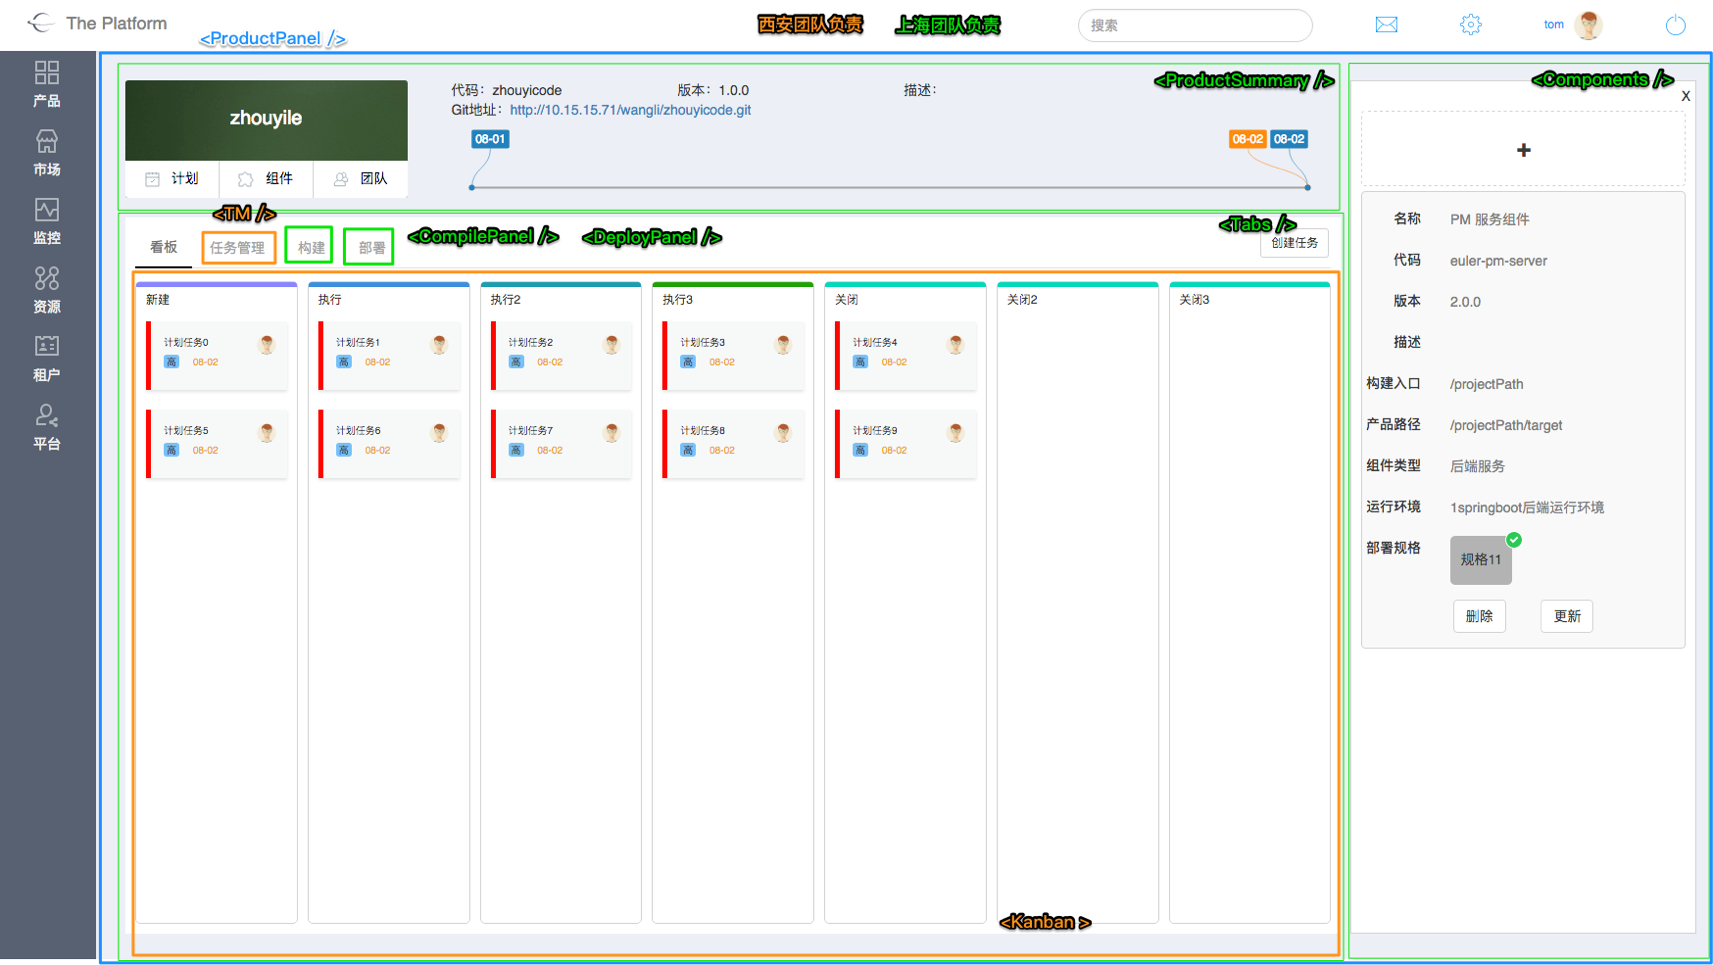 The Platform
<ProductPanel />
西安团队负责
上海团队负责
搜索
tom
产品
市场
监控
资源
租户
平台
zhouyile
计划
组件
团队
代码：zhouyicode
版本：1.0.0
描述：
Git地址：http://10.15.15.71/wangli/zhouyicode.git
<ProductSummary />
08-01
08-02
08-02
<TM />
看板
任务管理
构建
部署
<CompilePanel />
<DeployPanel />
<Tabs />
创建任务
新建
计划任务0
高 08-02
计划任务5
高 08-02
执行
计划任务1
高 08-02
计划任务6
高 08-02
执行2
计划任务2
高 08-02
计划任务7
高 08-02
执行3
计划任务3
高 08-02
计划任务8
高 08-02
关闭
计划任务4
高 08-02
计划任务9
高 08-02
关闭2
关闭3
<Kanban >
<Components />
X
+
名称 PM 服务组件
代码 euler-pm-server
版本 2.0.0
描述
构建入口 /projectPath
产品路径 /projectPath/target
组件类型 后端服务
运行环境 1springboot后端运行环境
部署规格 规格11
删除
更新